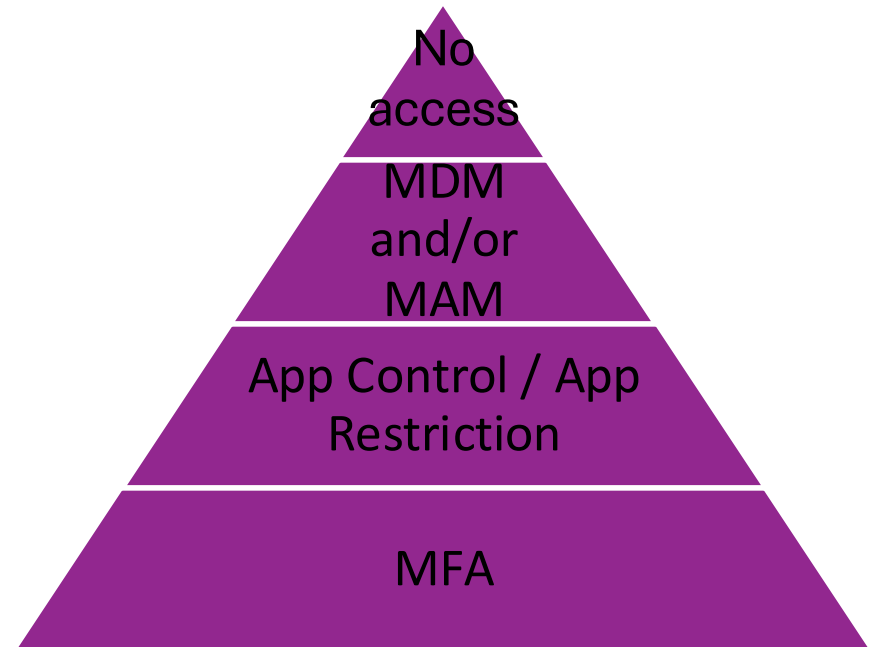 No
access
MDM
and/or
MAM
App Control / App
Restriction
MFA